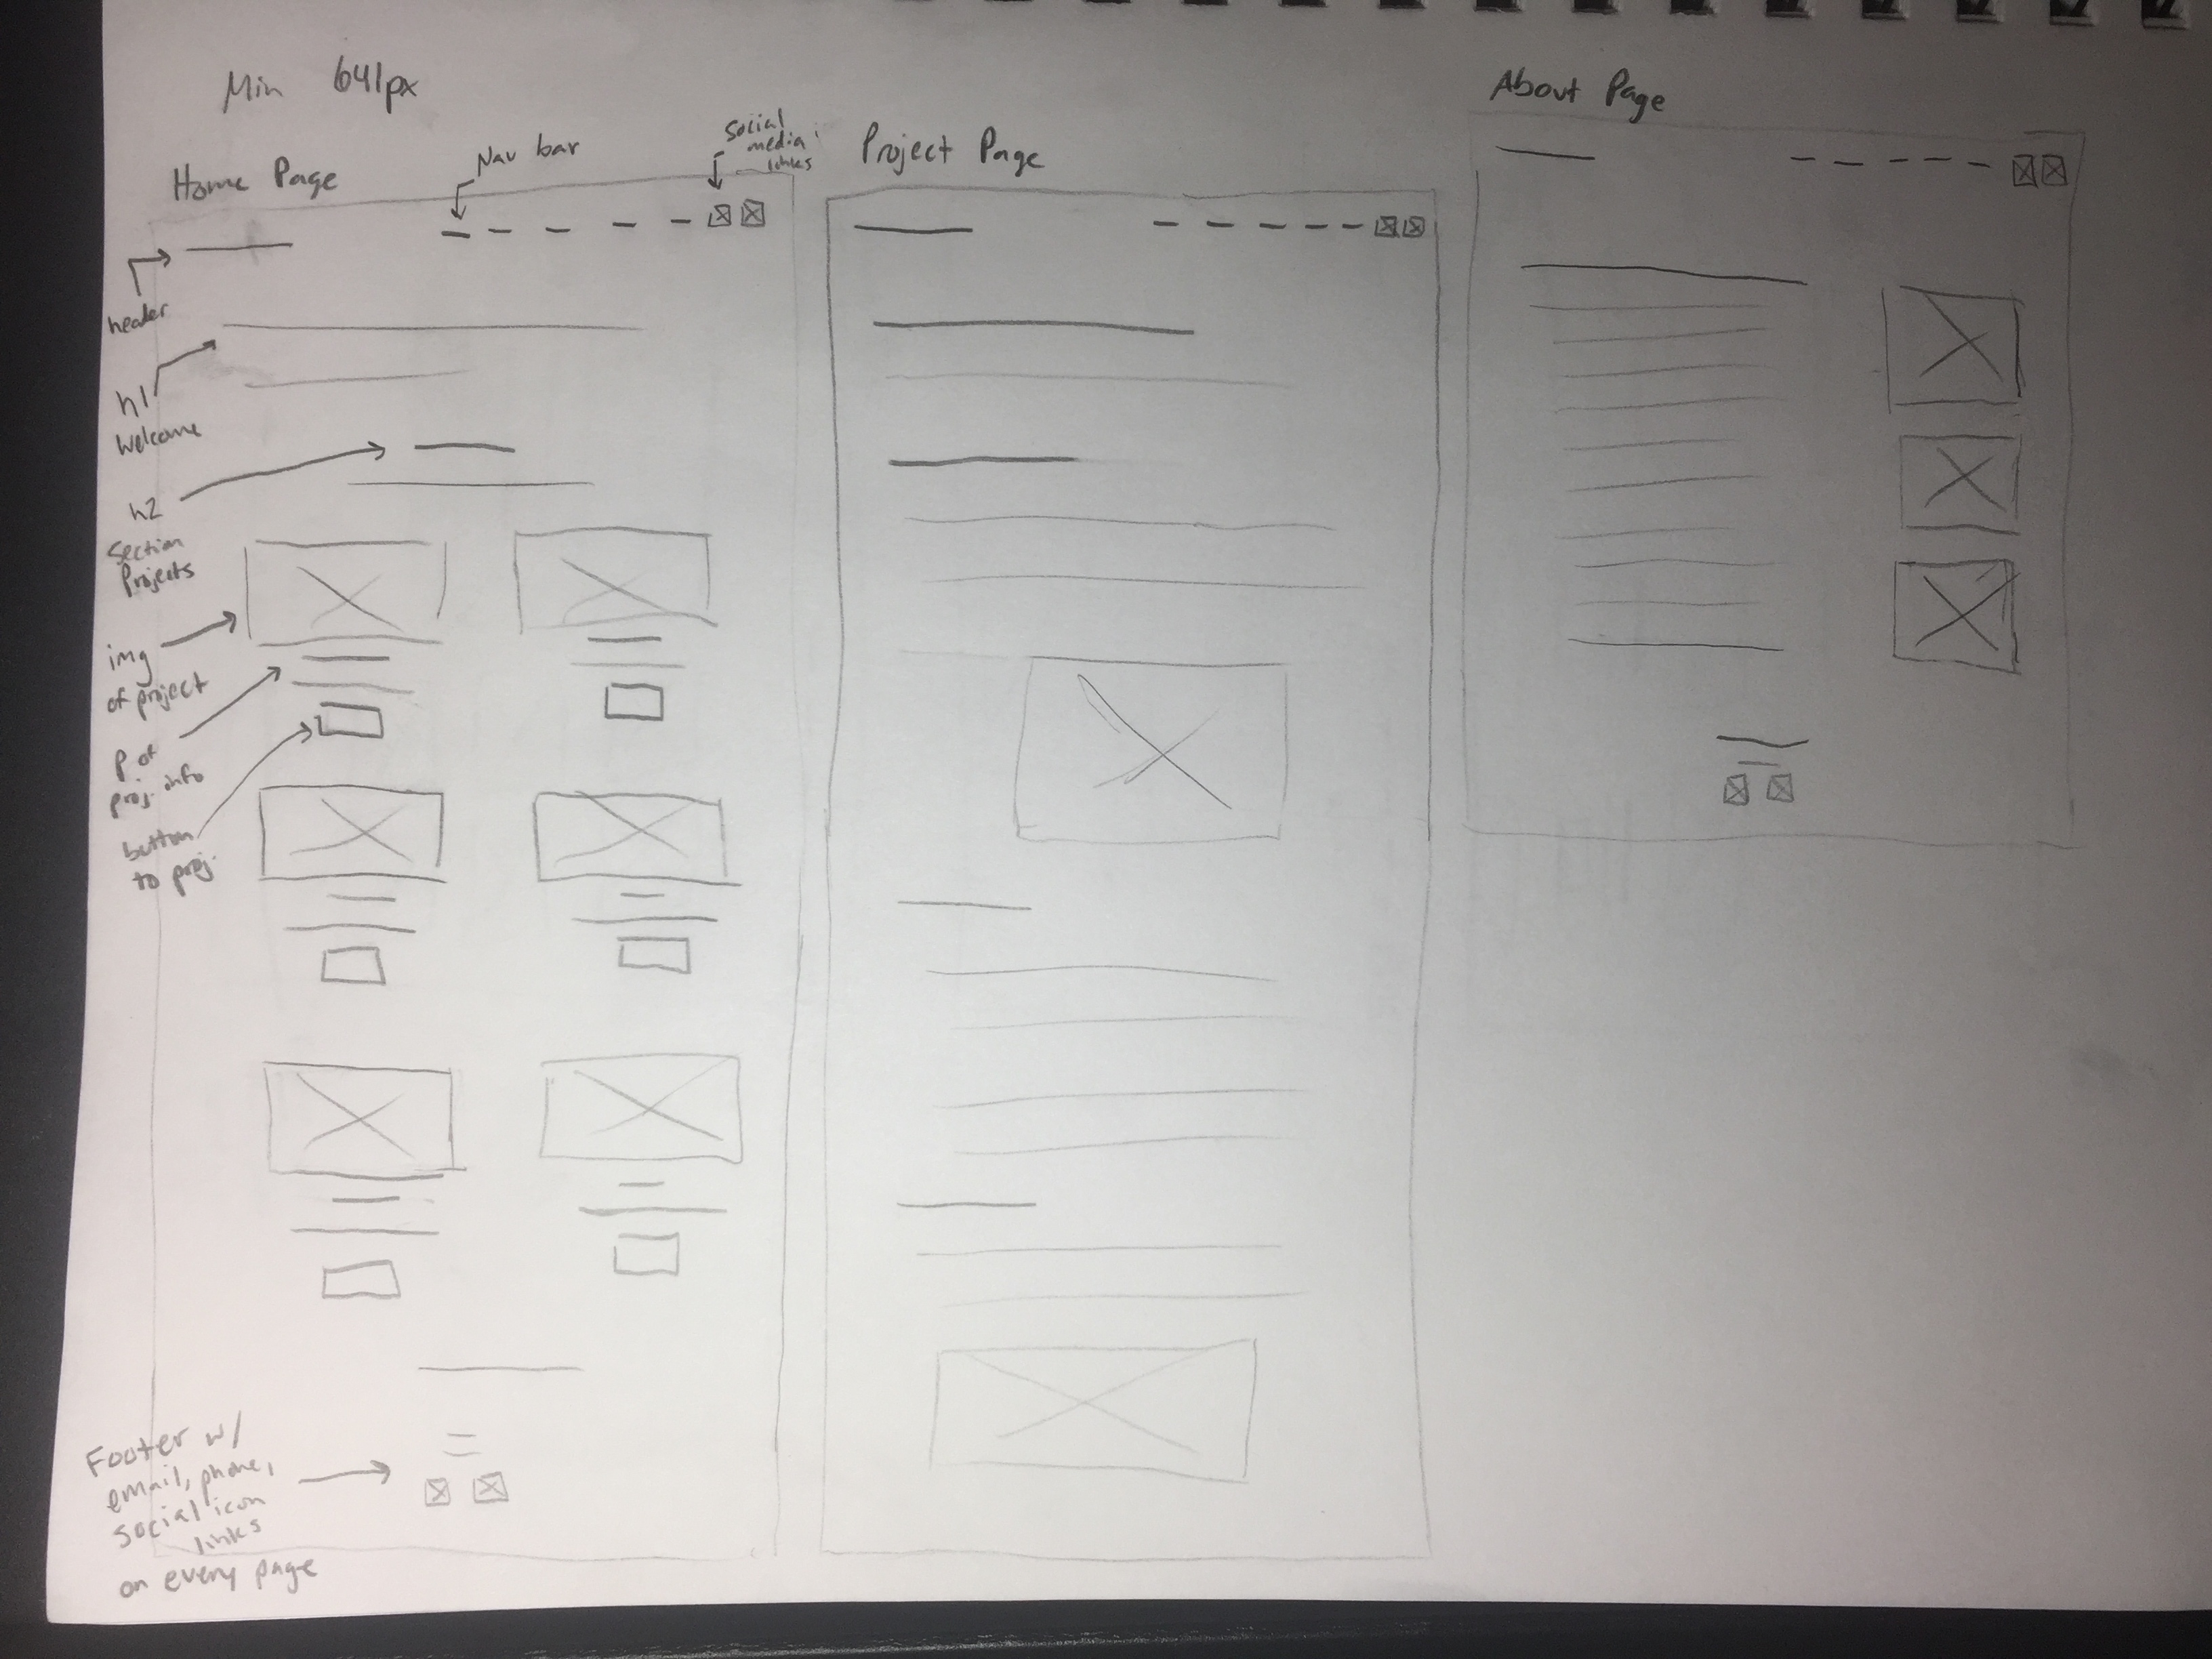 Min 641px
Home Page
Nav bar
Social
media
links
Project Page
About Page
header
h1
Welcome
h2
Section
Projects
img
of project
P of
proj. info
button
to proj.
Footer w/
email, phone,
social icon
links
on every page